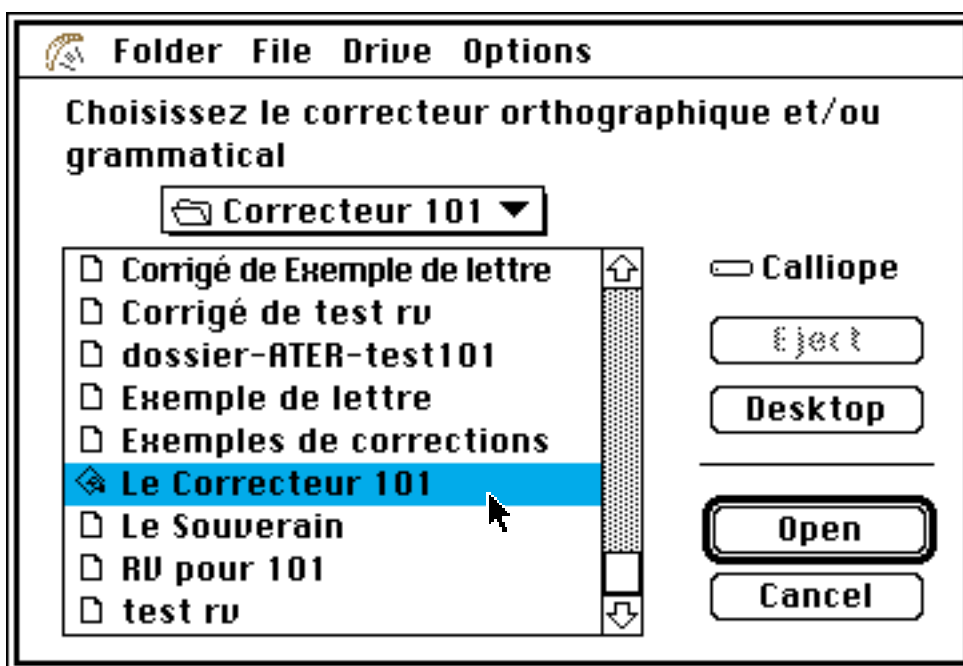 Folder File Drive Options
Choisissez le correcteur orthographique et/ou
grammatical
Correcteur 101
Corrigé de Exemple de lettre
Corrigé de test rv
dossier-ATER-test101
Exemple de lettre
Exemples de corrections
Le Correcteur 101
Le Souverain
RV pour 101
test rv
Calliope
Eject
Desktop
Open
Cancel